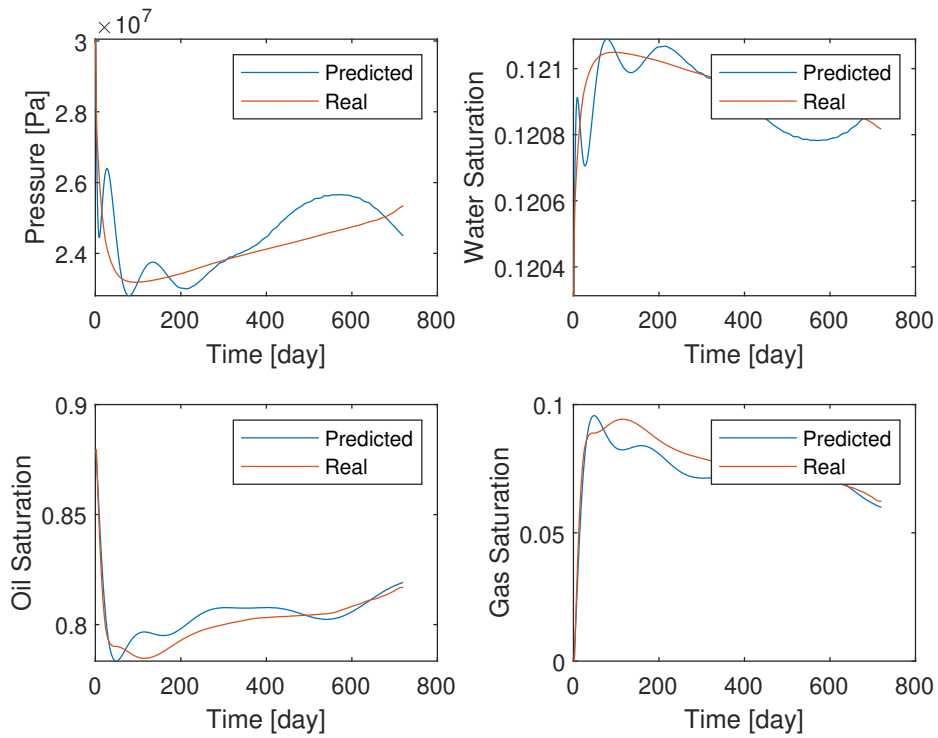 × 10^7
3
2.8
2.6
2.4
Pressure [Pa]
0 200 400 600 800
Time [day]
Predicted
Real
0.121
0.1208
0.1206
0.1204
Water Saturation
0 200 400 600 800
Time [day]
Predicted
Real
0.9
0.85
0.8
Oil Saturation
0 200 400 600 800
Time [day]
Predicted
Real
0.1
0.05
0
Gas Saturation
0 200 400 600 800
Time [day]
Predicted
Real